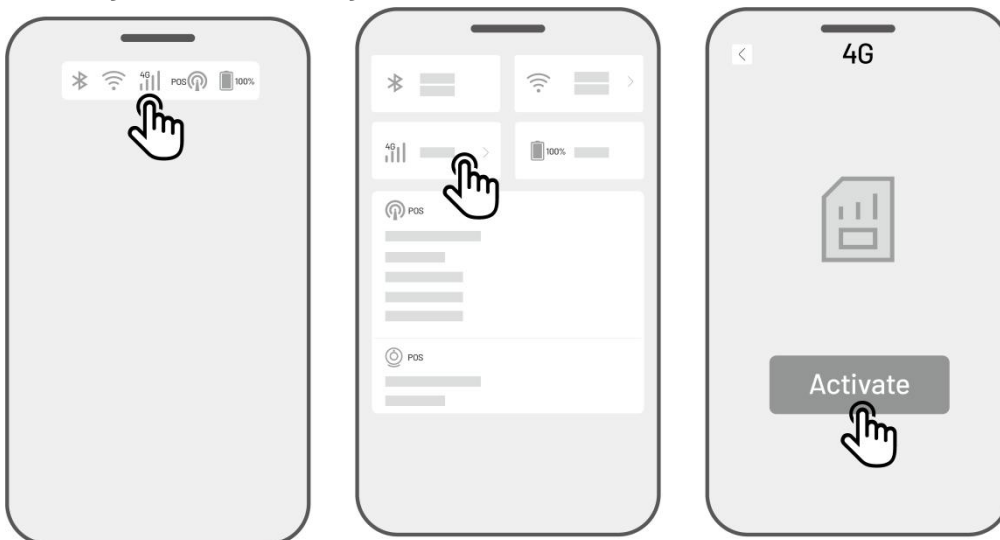 4G POS 100%
4G 100%
POS
POS
4G
Activate